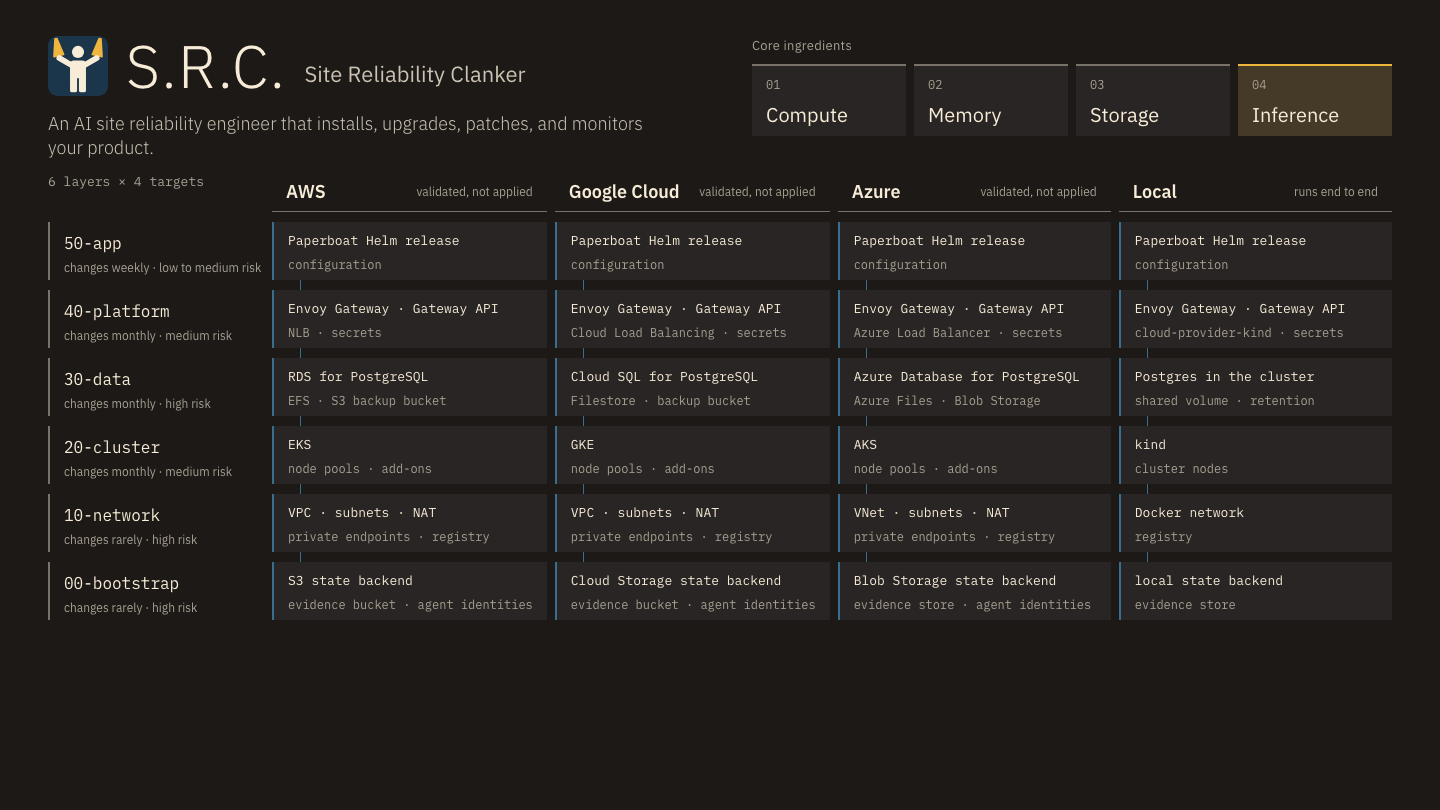 S.R.C. Site Reliability Clanker
An AI site reliability engineer that installs, upgrades, patches, and monitors
your product.
Core ingredients
01
Compute
02
Memory
03
Storage
04
Inference
6 layers × 4 targets
AWS validated, not applied
Google Cloud validated, not applied
Azure validated, not applied
Local runs end to end
50-app
changes weekly · low to medium risk
Paperboat Helm release
configuration
Paperboat Helm release
configuration
Paperboat Helm release
configuration
Paperboat Helm release
configuration
40-platform
changes monthly · medium risk
Envoy Gateway · Gateway API
NLB · secrets
Envoy Gateway · Gateway API
Cloud Load Balancing · secrets
Envoy Gateway · Gateway API
Azure Load Balancer · secrets
Envoy Gateway · Gateway API
cloud-provider-kind · secrets
30-data
changes monthly · high risk
RDS for PostgreSQL
EFS · S3 backup bucket
Cloud SQL for PostgreSQL
Filestore · backup bucket
Azure Database for PostgreSQL
Azure Files · Blob Storage
Postgres in the cluster
shared volume · retention
20-cluster
changes monthly · medium risk
EKS
node pools · add-ons
GKE
node pools · add-ons
AKS
node pools · add-ons
kind
cluster nodes
10-network
changes rarely · high risk
VPC · subnets · NAT
private endpoints · registry
VPC · subnets · NAT
private endpoints · registry
VNet · subnets · NAT
private endpoints · registry
Docker network
registry
00-bootstrap
changes rarely · high risk
S3 state backend
evidence bucket · agent identities
Cloud Storage state backend
evidence bucket · agent identities
Blob Storage state backend
evidence store · agent identities
local state backend
evidence store